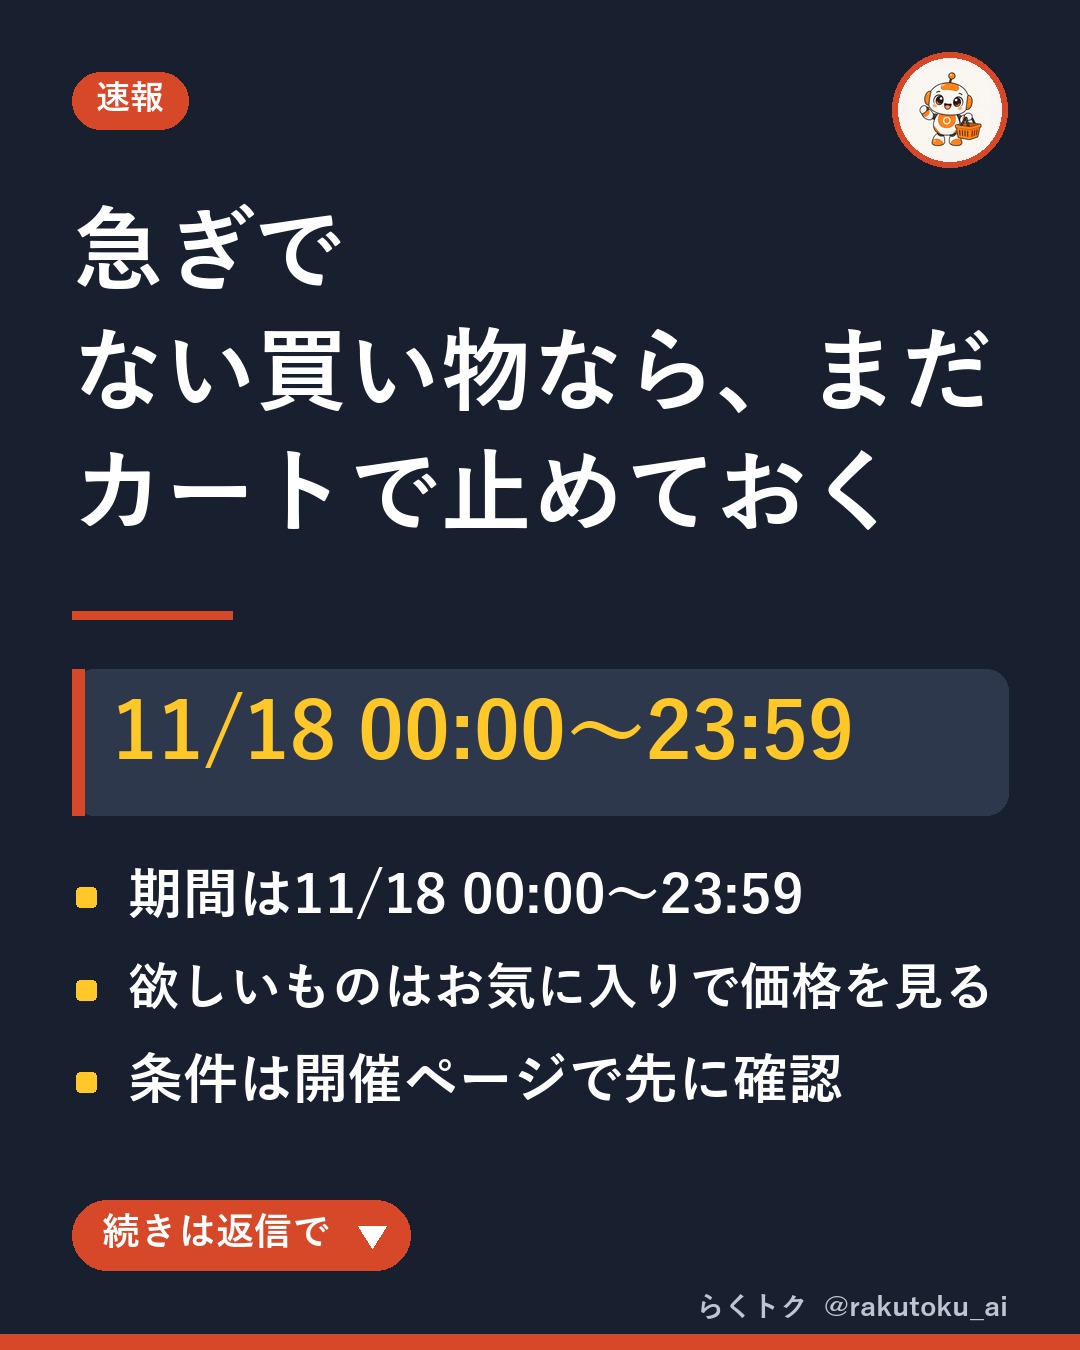 速報
急ぎで
ない買い物なら、まだ
カートで止めておく
11/18 00:00〜23:59
期間は11/18 00:00〜23:59
欲しいものはお気に入りで価格を見る
条件は開催ページで先に確認
続きは返信で ▼
らくトク @rakutoku_ai